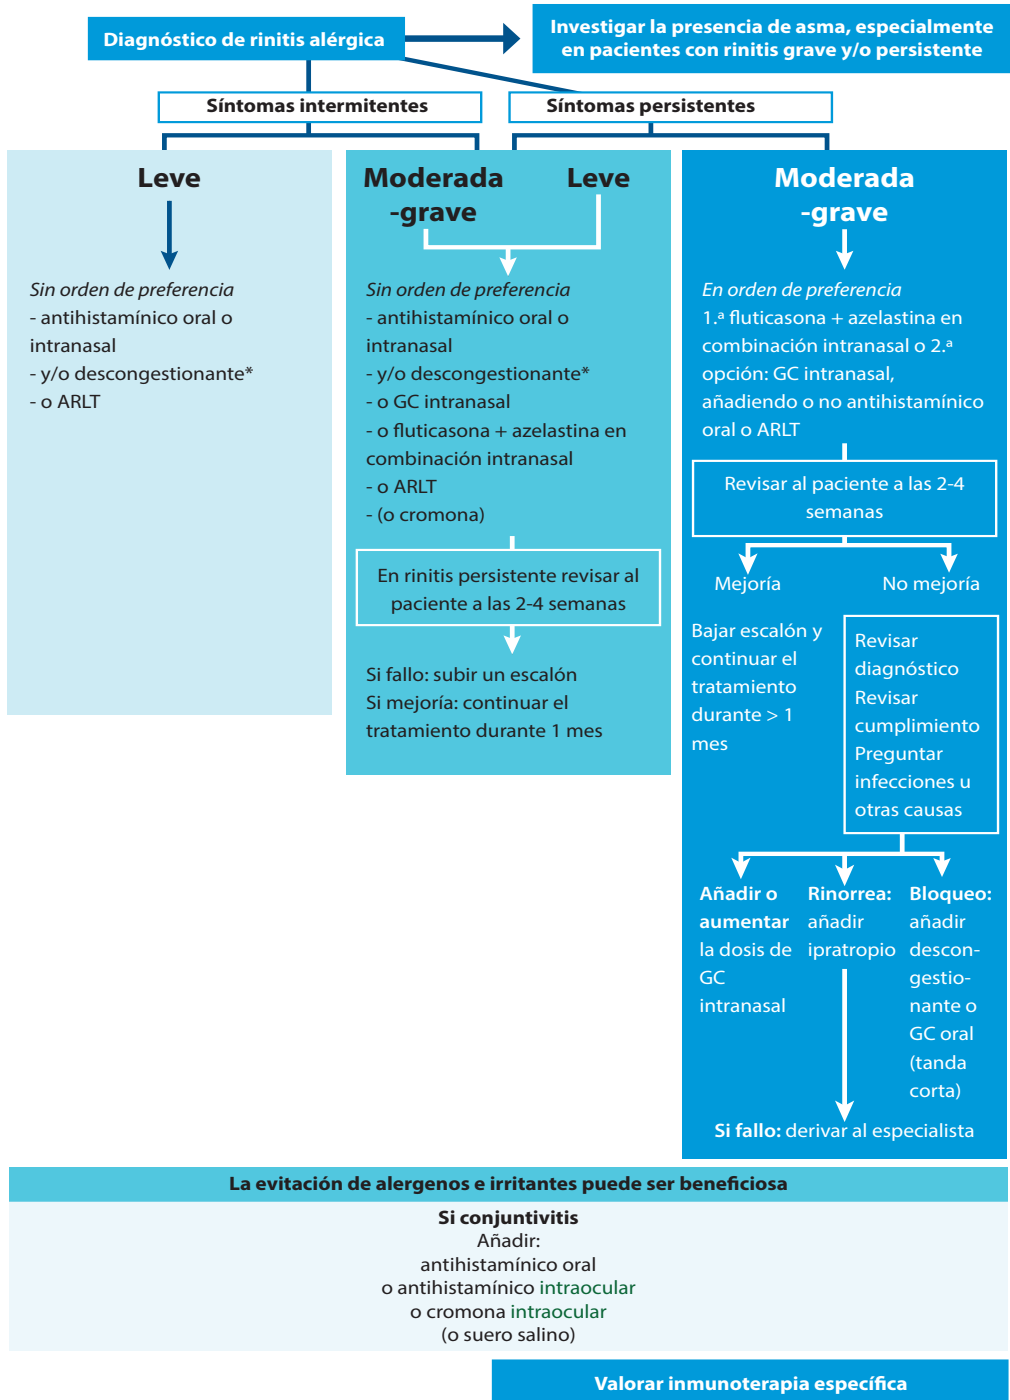 Diagnóstico de rinitis alérgica
Investigar la presencia de asma, especialmente
en pacientes con rinitis grave y/o persistente
Síntomas intermitentes
Síntomas persistentes
Leve
Sin orden de preferencia
- antihistamínico oral o
intranasal
- y/o descongestionante*
- o ARLT
Moderada
-grave
Leve
Sin orden de preferencia
- antihistamínico oral o
intranasal
- y/o descongestionante*
- o GC intranasal
- o fluticasona + azelastina en
combinación intranasal
- o ARLT
- (o cromona)
En rinitis persistente revisar al
paciente a las 2-4 semanas
Si fallo: subir un escalón
Si mejoría: continuar el
tratamiento durante 1 mes
Moderada
-grave
En orden de preferencia
1.ª fluticasona + azelastina en
combinación intranasal o 2.ª
opción: GC intranasal,
añadiendo o no antihistamínico
oral o ARLT
Revisar al paciente a las 2-4
semanas
Mejoría
No mejoría
Bajar escalón y
continuar el
tratamiento
durante > 1
mes
Revisar
diagnóstico
Revisar
cumplimiento
Preguntar
infecciones u
otras causas
Añadir o
aumentar
la dosis de
GC
intranasal
Rinorrea:
añadir
ipratropio
Bloqueo:
añadir
descon-
gestio-
nante o
GC oral
(tanda
corta)
Si fallo: derivar al especialista
La evitación de alergenos e irritantes puede ser beneficiosa
Si conjuntivitis
Añadir:
antihistamínico oral
o antihistamínico intraocular
o cromona intraocular
(o suero salino)
Valorar inmunoterapia específica